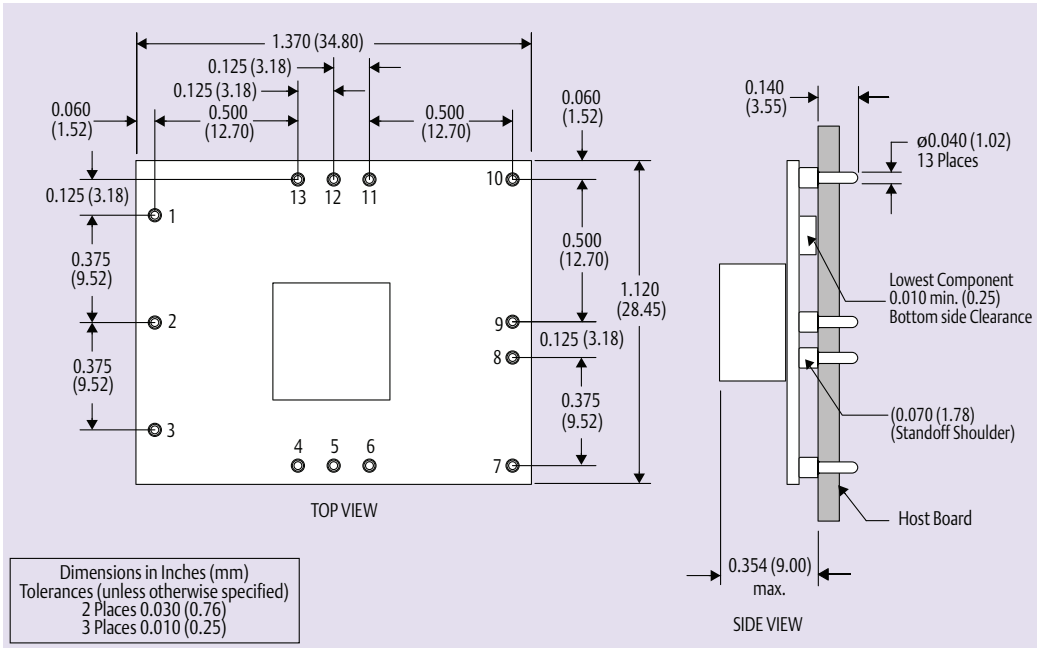 1.370 (34.80)
0.125 (3.18)
0.125 (3.18)
0.060
(1.52)
0.500
(12.70)
0.500
(12.70)
0.060
(1.52)
0.125 (3.18)
13
12
11
10
1
0.375
(9.52)
2
0.375
(9.52)
3
0.500
(12.70)
1.120
(28.45)
9
0.125 (3.18)
8
0.375
(9.52)
4
5
6
7
TOP VIEW
0.140
(3.55)
ø0.040 (1.02)
13 Places
Lowest Component
0.010 min. (0.25)
Bottom side Clearance
(0.070 (1.78)
(Standoff Shoulder)
Host Board
0.354 (9.00)
max.
SIDE VIEW
Dimensions in Inches (mm)
Tolerances (unless otherwise specified)
2 Places 0.030 (0.76)
3 Places 0.010 (0.25)